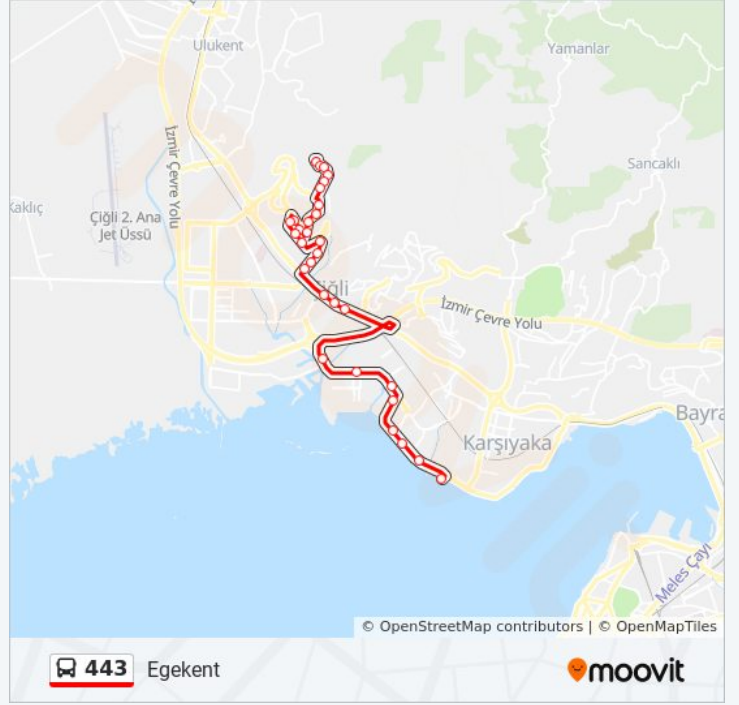 Ulukent
Yamanlar
İzmir Çevre Yolu
Sancaklı
Kaklıç
Çiğli 2. Ana
Jet Üssü
Çiğli
İzmir Çevre Yolu
Bayra
Karşıyaka
Meles Çayı
© OpenStreetMap contributors | © OpenMapTiles
443 Egekent
moovit